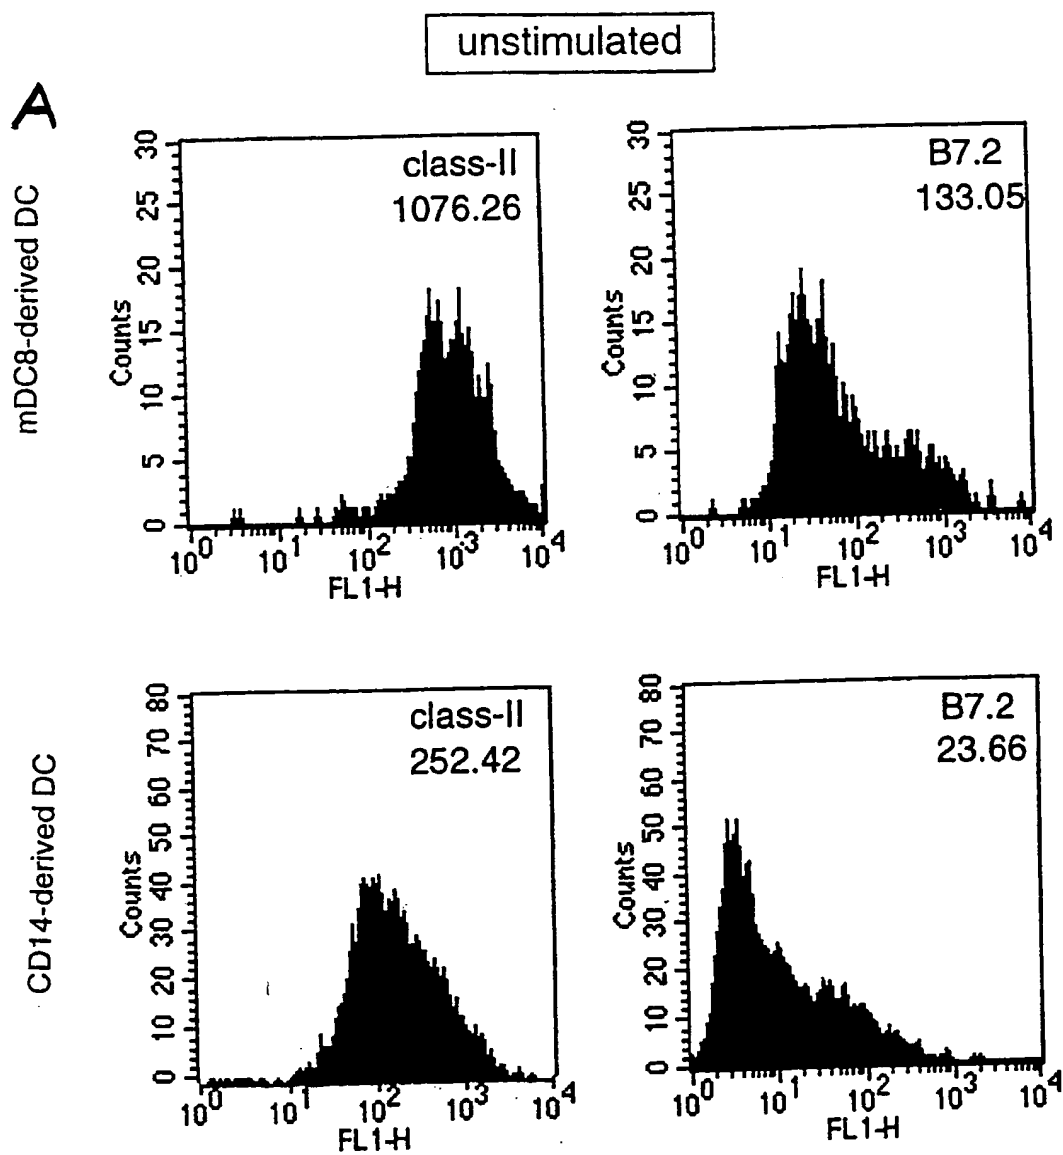 unstimulated
A
mDC8-derived DC
class-II
1076.26
Counts
30
25
20
15
10
5
0
10^0 10^1 10^2 10^3 10^4
FL1-H
B7.2
133.05
Counts
30
25
20
15
10
5
0
10^0 10^1 10^2 10^3 10^4
FL1-H
CD14-derived DC
class-II
252.42
Counts
80
70
60
50
40
30
20
10
0
10^0 10^1 10^2 10^3 10^4
FL1-H
B7.2
23.66
Counts
80
70
60
50
40
30
20
10
0
10^0 10^1 10^2 10^3 10^4
FL1-H